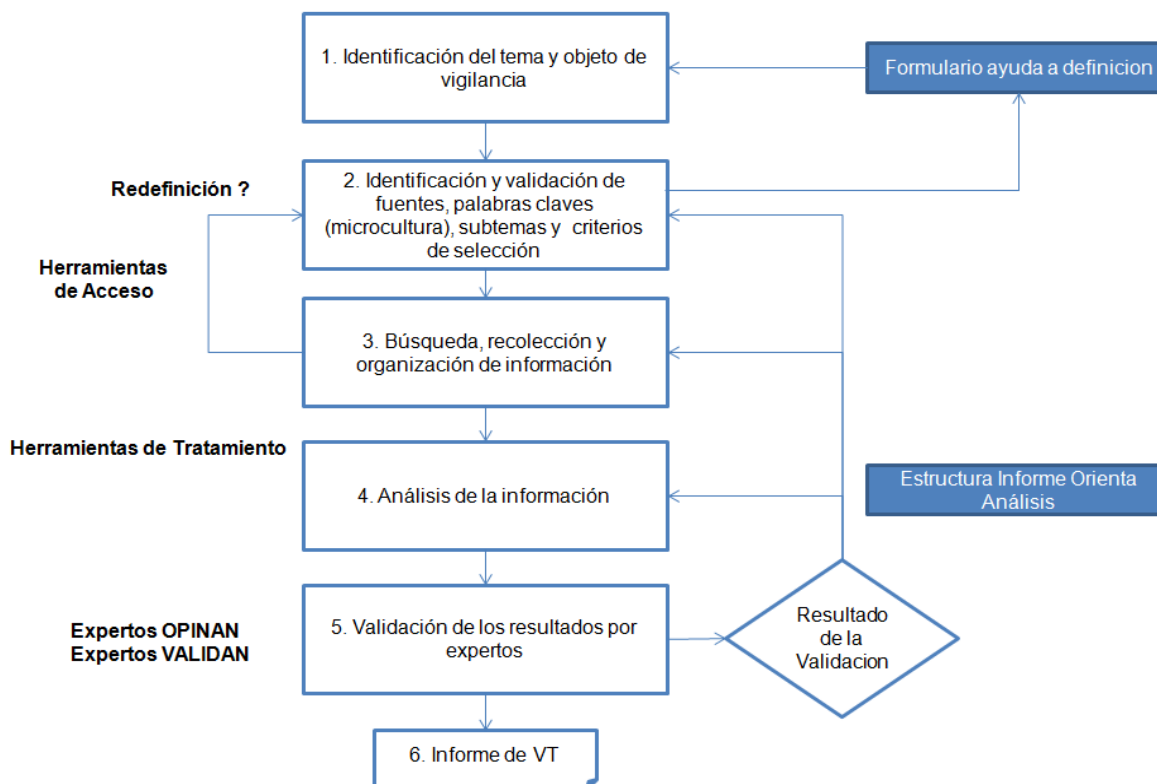 1. Identificación del tema y objeto de
vigilancia
Formulario ayuda a definicion
Redefinición ?
2. Identificación y validación de
fuentes, palabras claves
(microcultura), subtemas y criterios
de selección
Herramientas
de Acceso
3. Búsqueda, recolección y
organización de información
Herramientas de Tratamiento
4. Análisis de la información
Estructura Informe Orienta
Análisis
Expertos OPINAN
Expertos VALIDAN
5. Validación de los resultados por
expertos
Resultado
de la
Validacion
6. Informe de VT